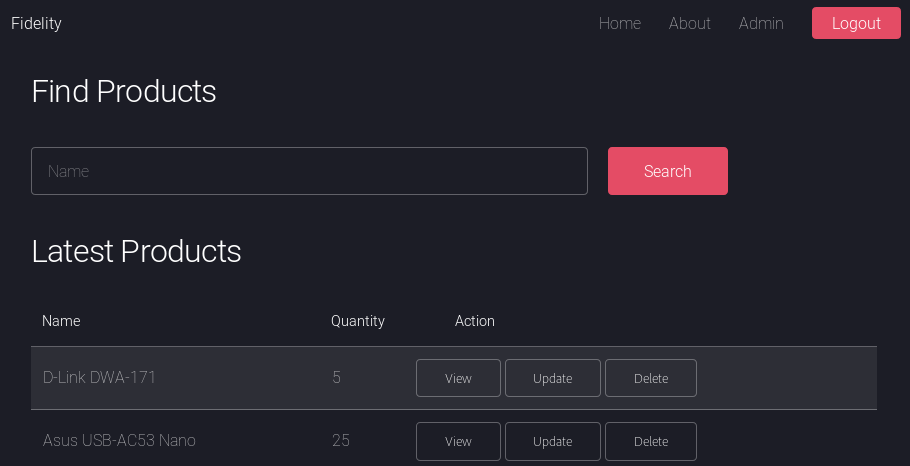 Fidelity Home About Admin Logout
Find Products
Name Search
Latest Products
Name Quantity Action
D-Link DWA-171 5 View Update Delete
Asus USB-AC53 Nano 25 View Update Delete